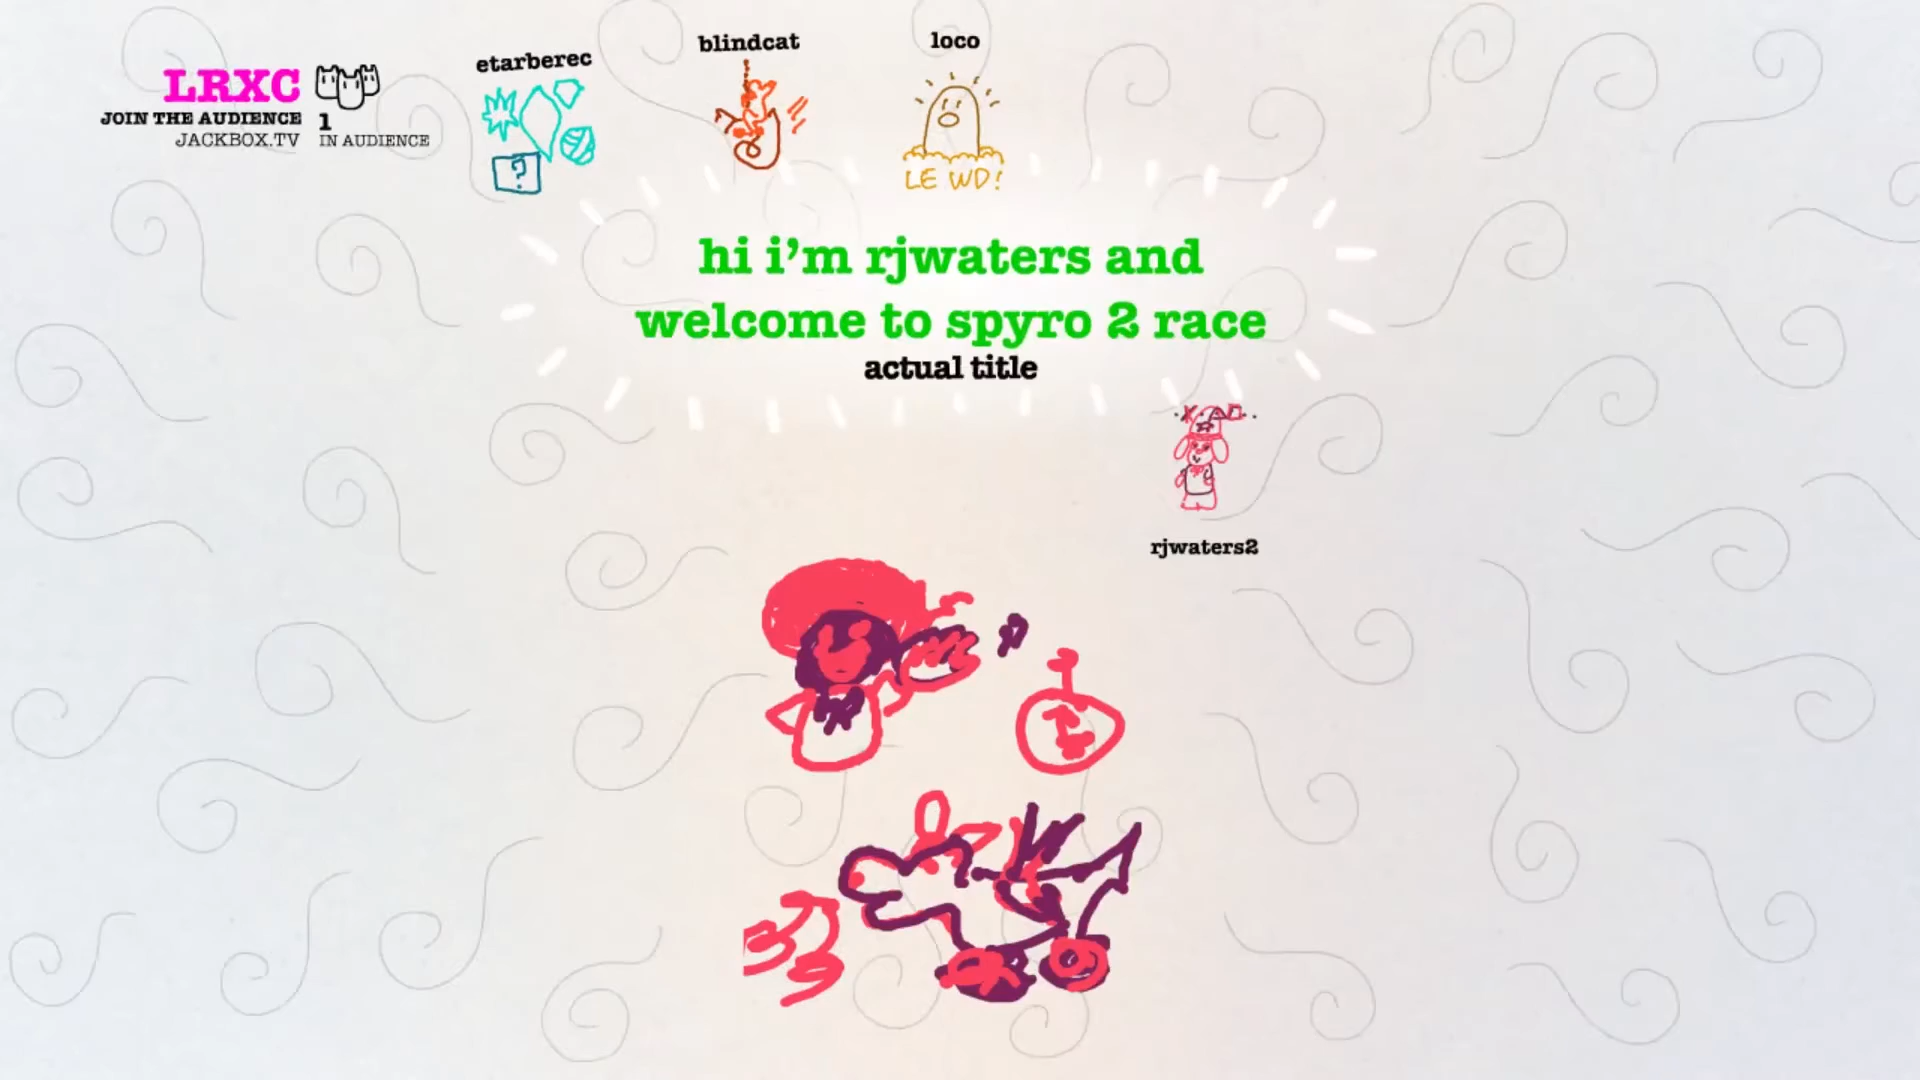 LRXC
JOIN THE AUDIENCE
JACKBOX.TV
1
IN AUDIENCE
etarberec
?
blindcat
loco
LE WD!
hi i'm rjwaters and
welcome to spyro 2 race
actual title
rjwaters2